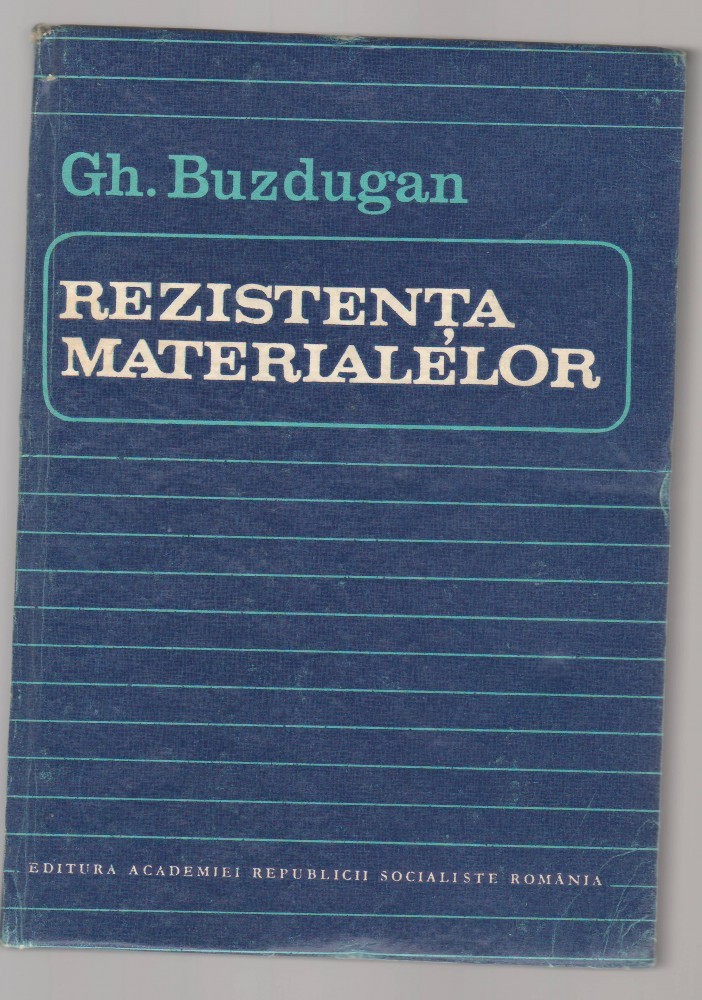 Gh. Buzdugan
REZISTENȚA
MATERIALELOR
EDITURA ACADEMIEI REPUBLICII SOCIALISTE ROMÂNIA